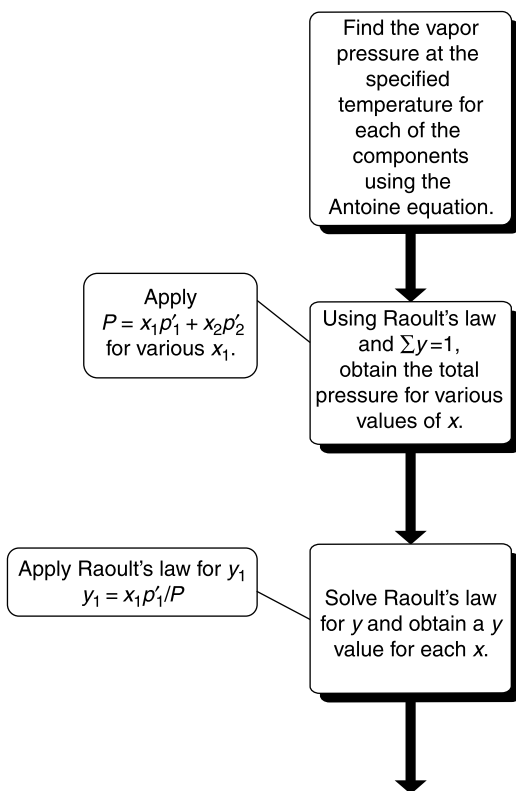 Find the vapor
pressure at the
specified
temperature for
each of the
components
using the
Antoine equation.
Apply
P = x₁p′₁ + x₂p′₂
for various x₁.
Using Raoult’s law
and ∑y =1,
obtain the total
pressure for various
values of x.
Apply Raoult’s law for y₁
y₁ = x₁p′₁/P
Solve Raoult’s law
for y and obtain a y
value for each x.